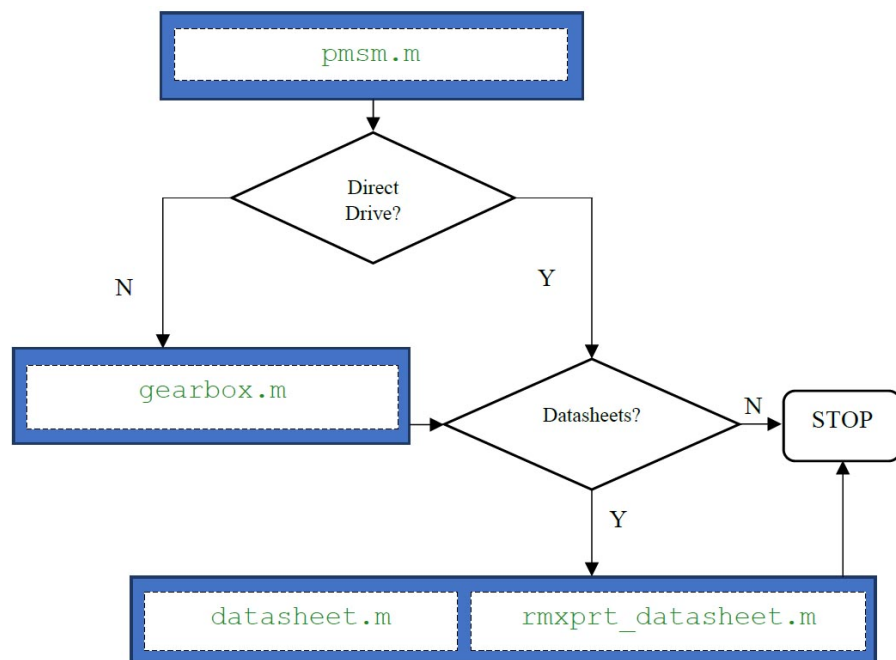 pmsm.m
Direct
Drive?
N
Y
gearbox.m
Datasheets?
N
STOP
Y
datasheet.m
rmxprt_datasheet.m